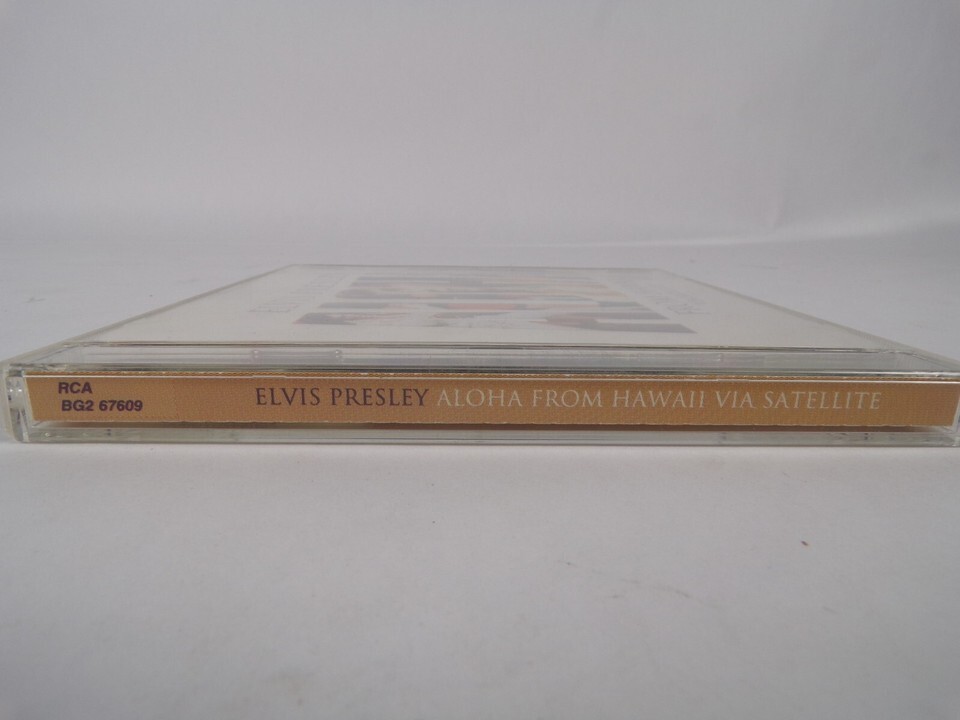 RCA
BG2 67609
ELVIS PRESLEY ALOHA FROM HAWAII VIA SATELLITE